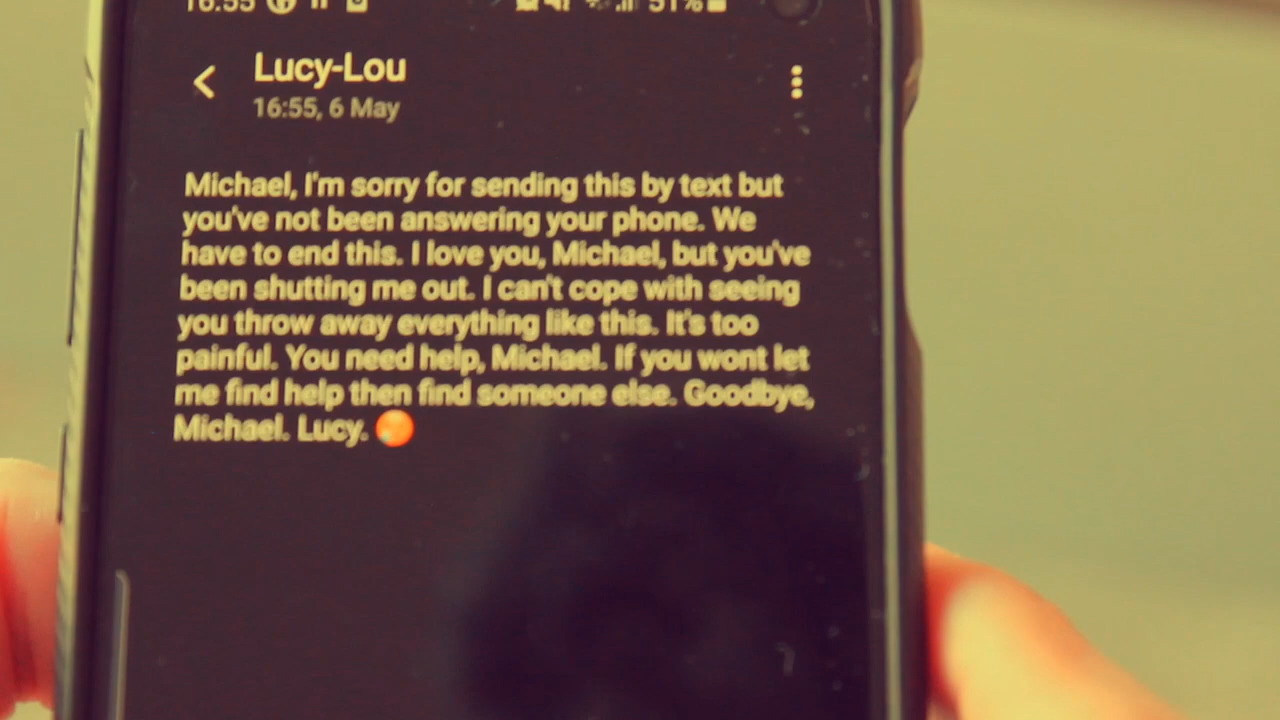 16:55 51%
Lucy-Lou
16:55, 6 May
Michael, I'm sorry for sending this by text but
you've not been answering your phone. We
have to end this. I love you, Michael, but you've
been shutting me out. I can't cope with seeing
you throw away everything like this. It's too
painful. You need help, Michael. If you wont let
me find help then find someone else. Goodbye,
Michael. Lucy.